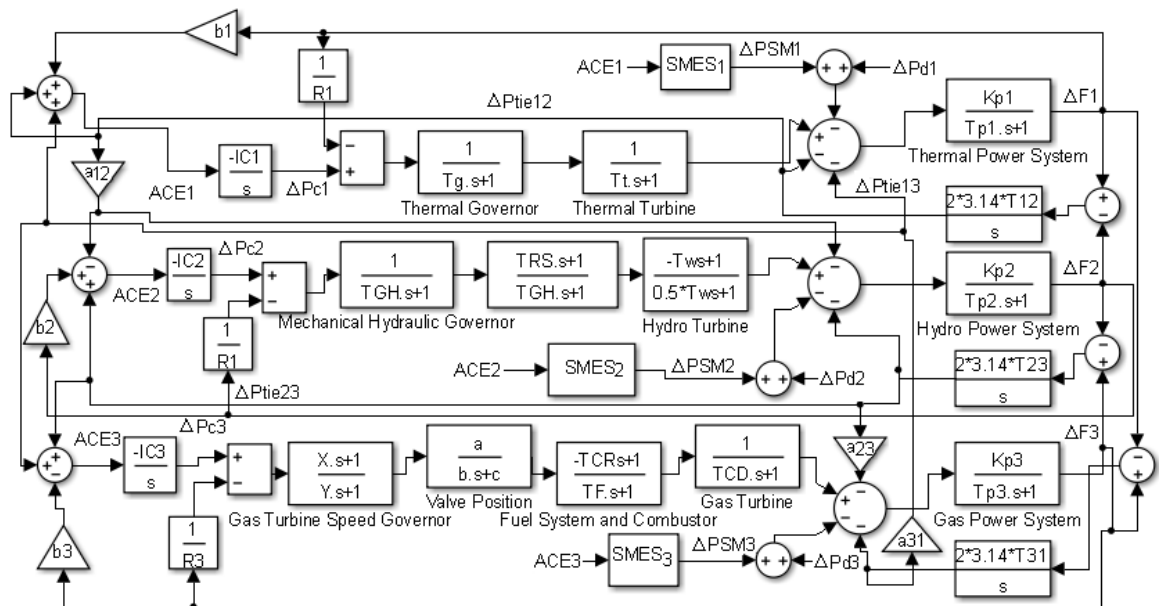 b1
1
R1
ACE1
SMES1
ΔPSM1
+ +
ΔPd1
ΔPtie12
+
+ +
a12
ACE1
-IC1
s
ΔPc1
−
+
1
Tg.s+1
Thermal Governor
1
Tt.s+1
Thermal Turbine
−
+ −
−
Kp1
Tp1.s+1
Thermal Power System
ΔF1
ΔPtie13
2*3.14*T12
s
+
−
−
+
ACE2
-IC2
s
ΔPc2
+
−
b2
1
R1
1
TGH.s+1
TRS.s+1
TGH.s+1
Mechanical Hydraulic Governor
-Tws+1
0.5*Tws+1
Hydro Turbine
−
+ −
−
Kp2
Tp2.s+1
Hydro Power System
ΔF2
−
+
2*3.14*T23
s
ACE2
SMES2
ΔPSM2
+ +
ΔPd2
ΔPtie23
+
+ −
ACE3
-IC3
s
ΔPc3
+
−
b3
1
R3
X.s+1
Y.s+1
Gas Turbine Speed Governor
a
b.s+c
Valve Position
-TCRs+1
TF.s+1
Fuel System and Combustor
1
TCD.s+1
Gas Turbine
a23
+ −
− −
a31
Kp3
Tp3.s+1
Gas Power System
ΔF3
−
+
2*3.14*T31
s
ACE3
SMES3
ΔPSM3
+ +
ΔPd3